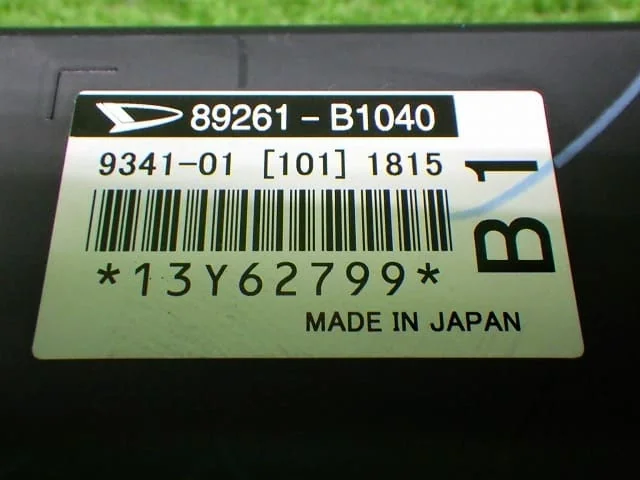 89261-B1040
9341-01 [101] 1815
*13Y62799*
MADE IN JAPAN
B1